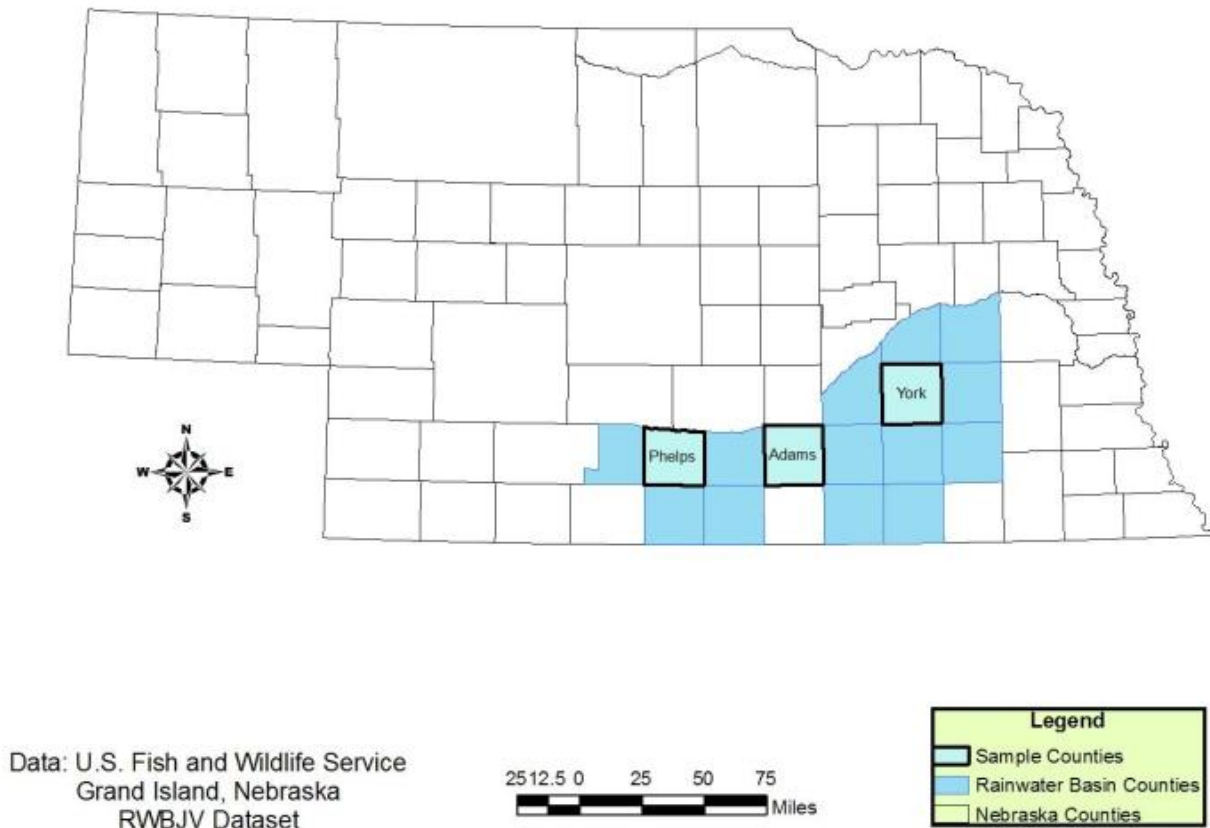 York
Phelps
Adams
N
W E
S
Data: U.S. Fish and Wildlife Service
Grand Island, Nebraska
RWBJV Dataset
25 12.5 0 25 50 75
Miles
Legend
Sample Counties
Rainwater Basin Counties
Nebraska Counties